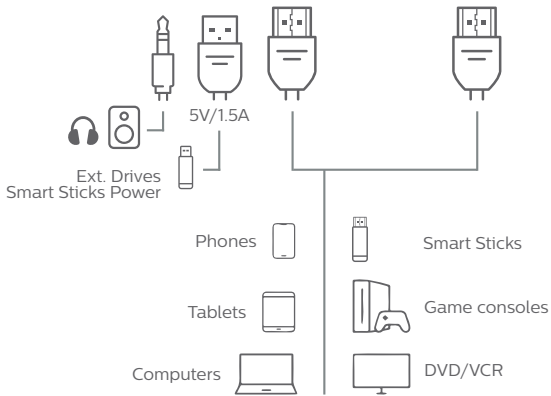 5V/1.5A
Ext. Drives
Smart Sticks Power
Phones
Smart Sticks
Tablets
Game consoles
Computers
DVD/VCR